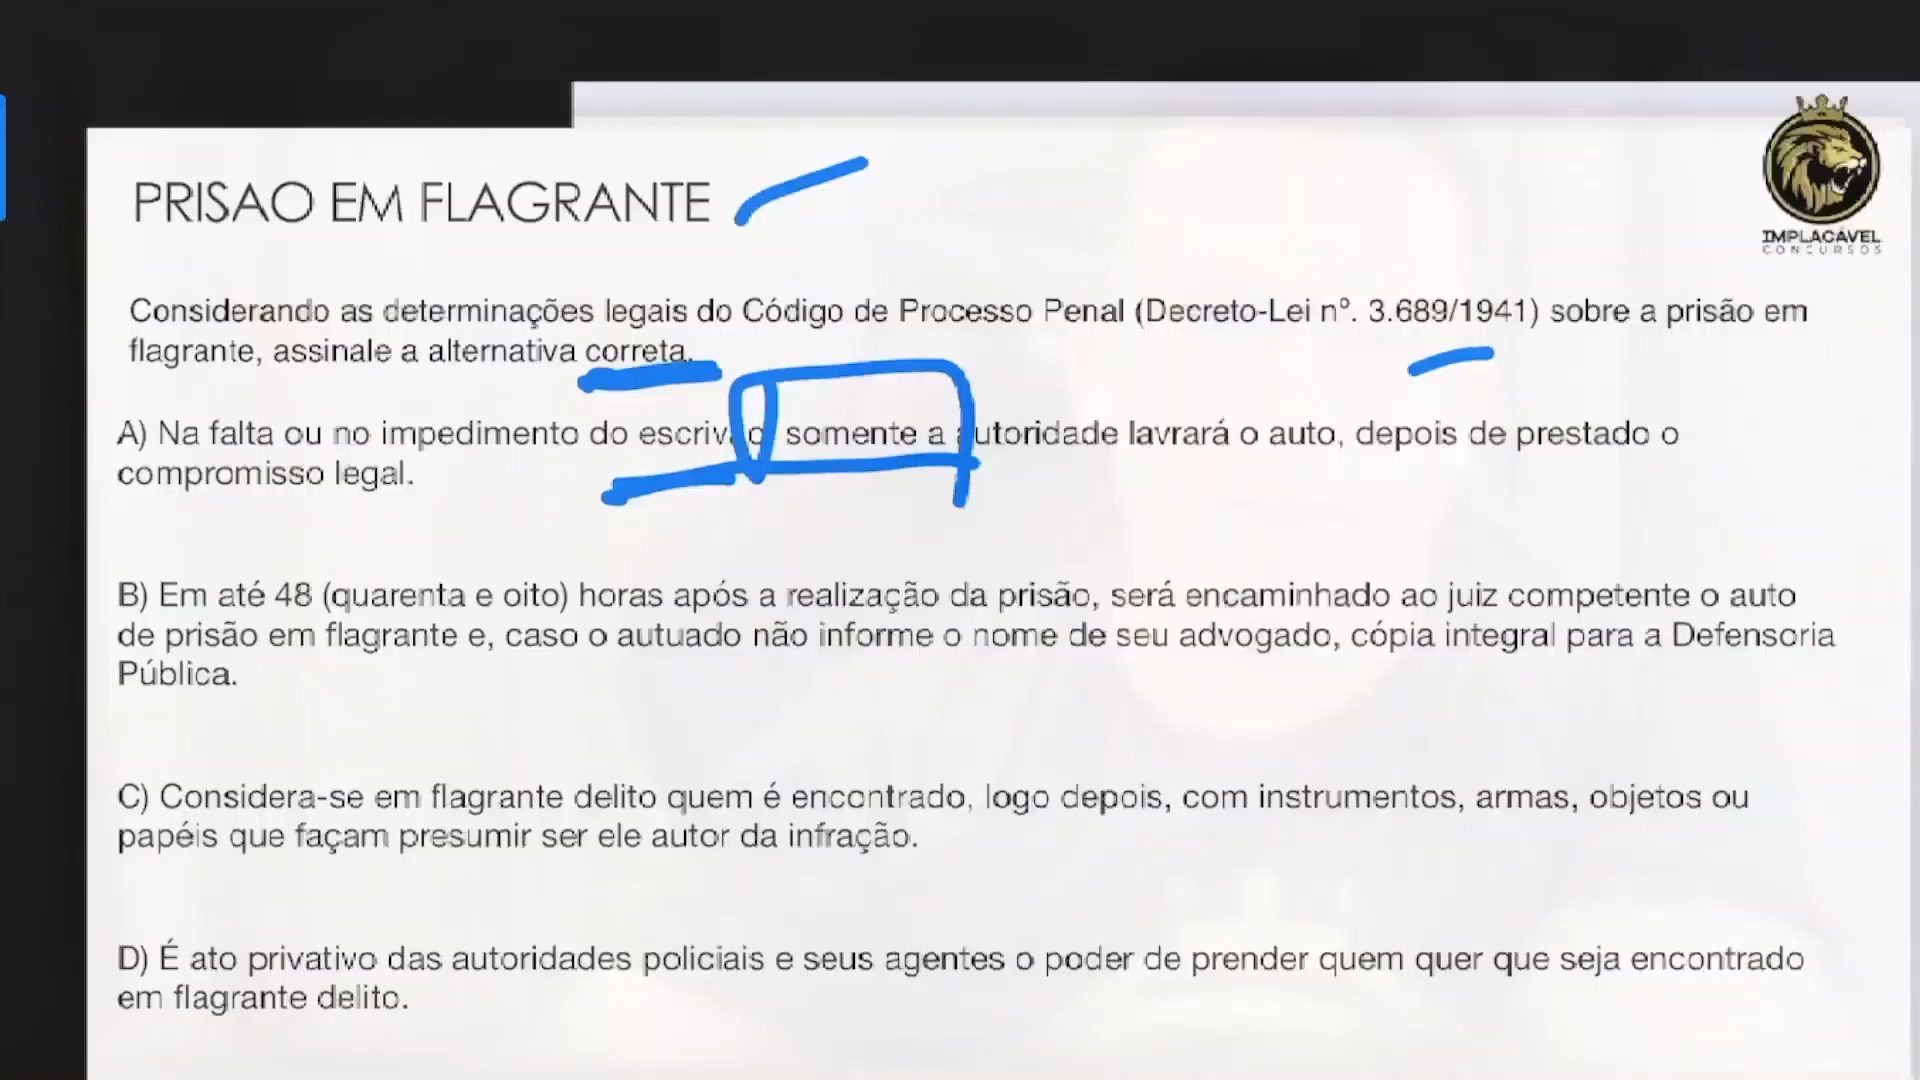 IMPLACÁVEL
CONCURSOS
PRISAO EM FLAGRANTE
Considerando as determinações legais do Código de Processo Penal (Decreto-Lei nº. 3.689/1941) sobre a prisão em
flagrante, assinale a alternativa correta.
A) Na falta ou no impedimento do escrivão, somente a autoridade lavrará o auto, depois de prestado o
compromisso legal.
B) Em até 48 (quarenta e oito) horas após a realização da prisão, será encaminhado ao juiz competente o auto
de prisão em flagrante e, caso o autuado não informe o nome de seu advogado, cópia integral para a Defensoria
Pública.
C) Considera-se em flagrante delito quem é encontrado, logo depois, com instrumentos, armas, objetos ou
papéis que façam presumir ser ele autor da infração.
D) É ato privativo das autoridades policiais e seus agentes o poder de prender quem quer que seja encontrado
em flagrante delito.